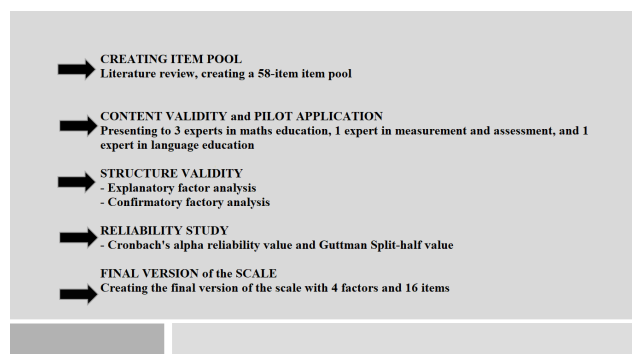 CREATING ITEM POOL
Literature review, creating a 58-item item pool
CONTENT VALIDITY and PILOT APPLICATION
Presenting to 3 experts in maths education, 1 expert in measurement and assessment, and 1
expert in language education
STRUCTURE VALIDITY
- Explanatory factor analysis
- Confirmatory factory analysis
RELIABILITY STUDY
- Cronbach's alpha reliability value and Guttman Split-half value
FINAL VERSION of the SCALE
Creating the final version of the scale with 4 factors and 16 items